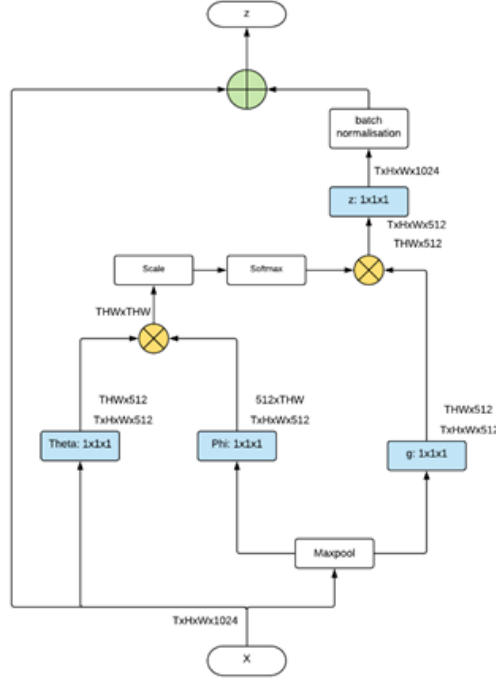 z
batch
normalisation
TxHxWx1024
z: 1x1x1
TxHxWx512
THWx512
Scale
Softmax
THWxTHW
THWx512
TxHxWx512
512xTHW
TxHxWx512
THWx512
TxHxWx512
Theta: 1x1x1
Phi: 1x1x1
g: 1x1x1
Maxpool
TxHxWx1024
X